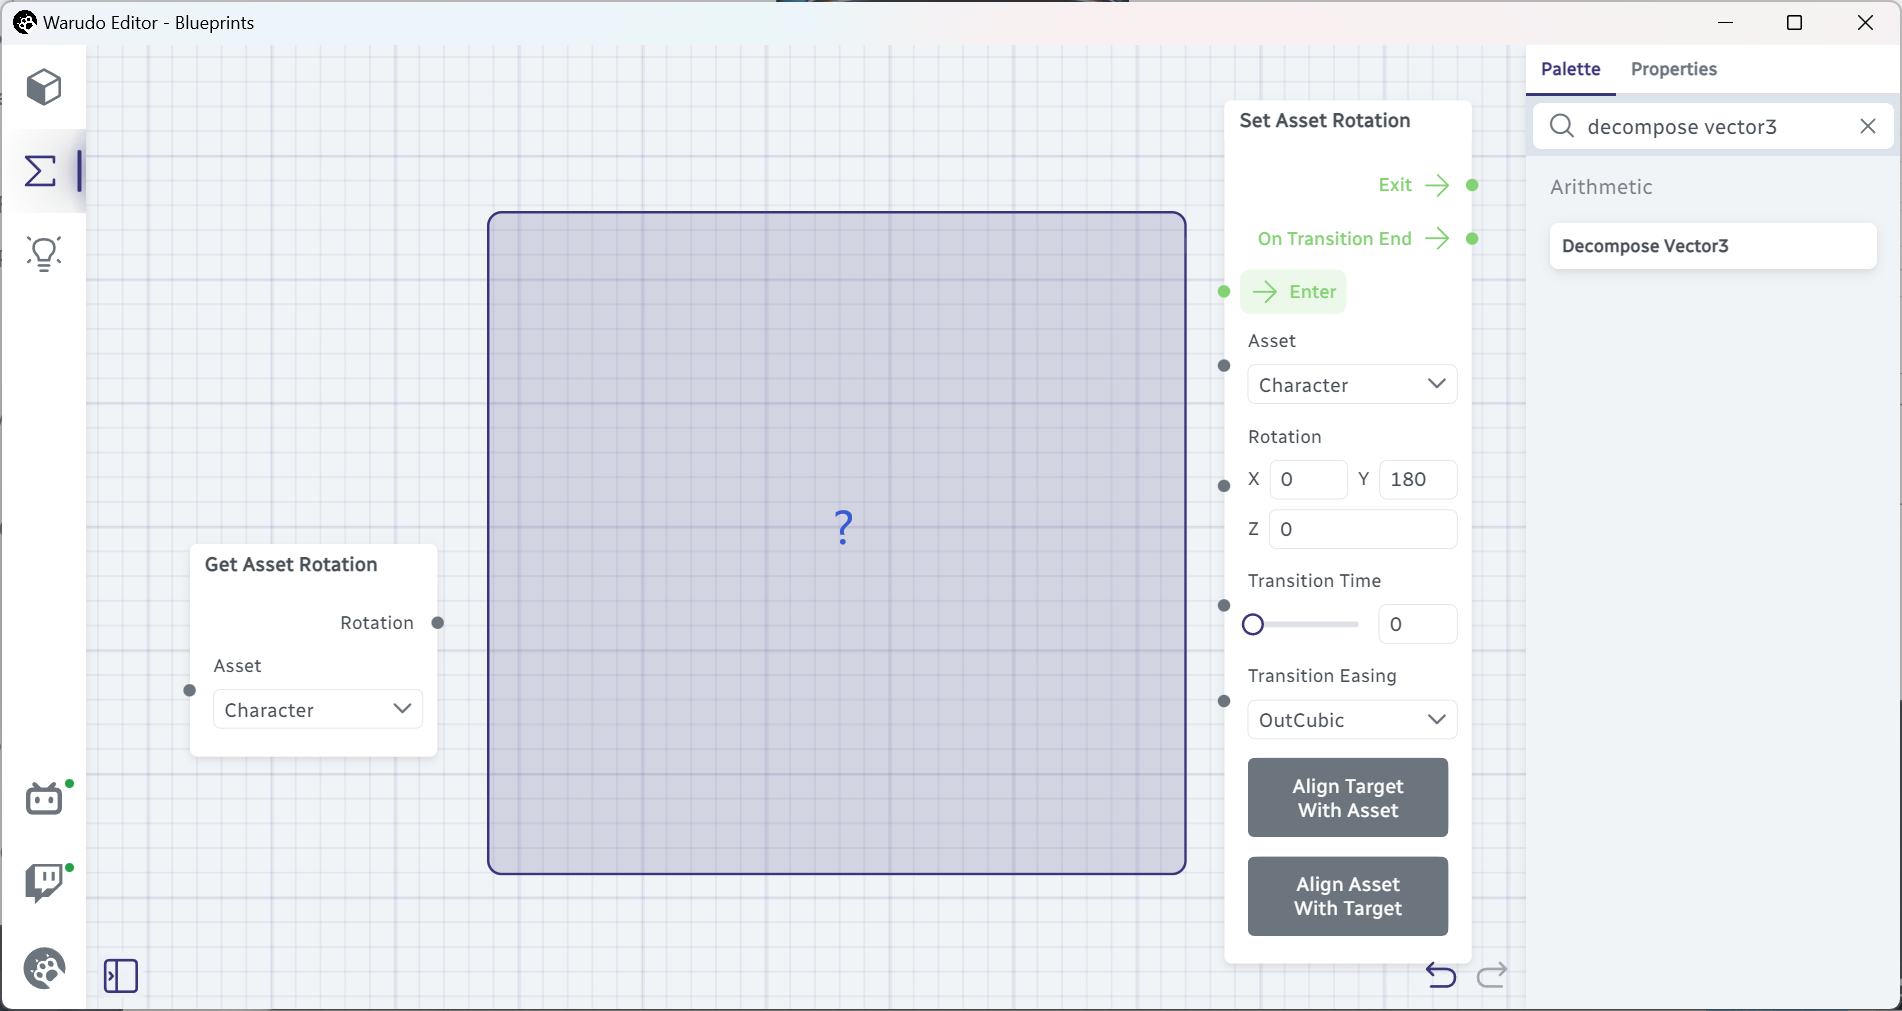 Warudo Editor - Blueprints
Palette
Properties
decompose vector3
Arithmetic
Decompose Vector3
Get Asset Rotation
Rotation
Asset
Character
?
Set Asset Rotation
Exit
On Transition End
Enter
Asset
Character
Rotation
X 0 Y 180
Z 0
Transition Time
0
Transition Easing
OutCubic
Align Target
With Asset
Align Asset
With Target